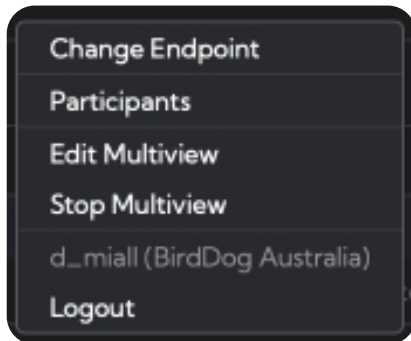 Change Endpoint
Participants
Edit Multiview
Stop Multiview
d_miall (BirdDog Australia)
Logout